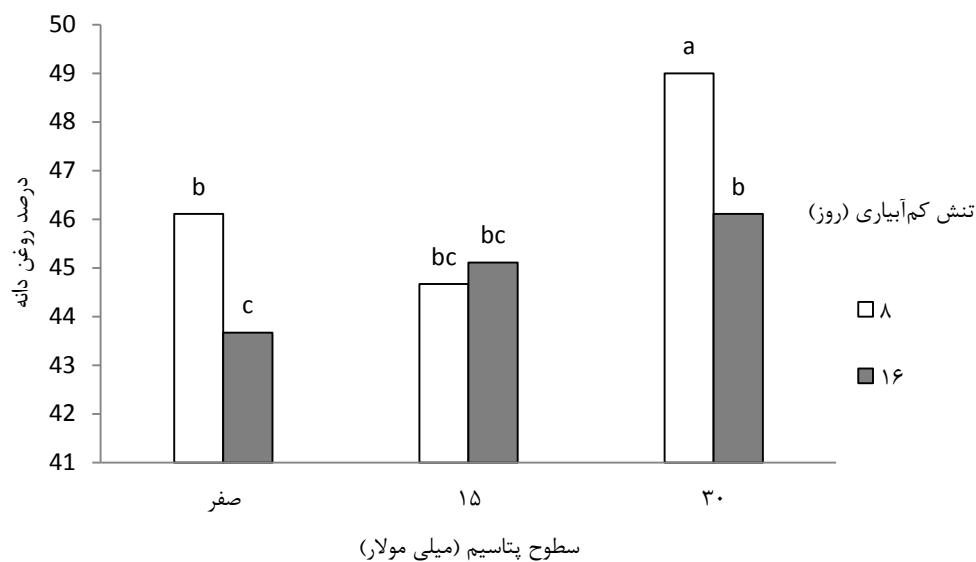 50
49
48
47
46
45
44
43
42
41
درصد روغن دانه
b
c
bc
bc
a
b
صفر
۱۵
۳۰
سطوح پتاسیم (میلی مولار)
تنش کم‌آبیاری (روز)
۸
۱۶